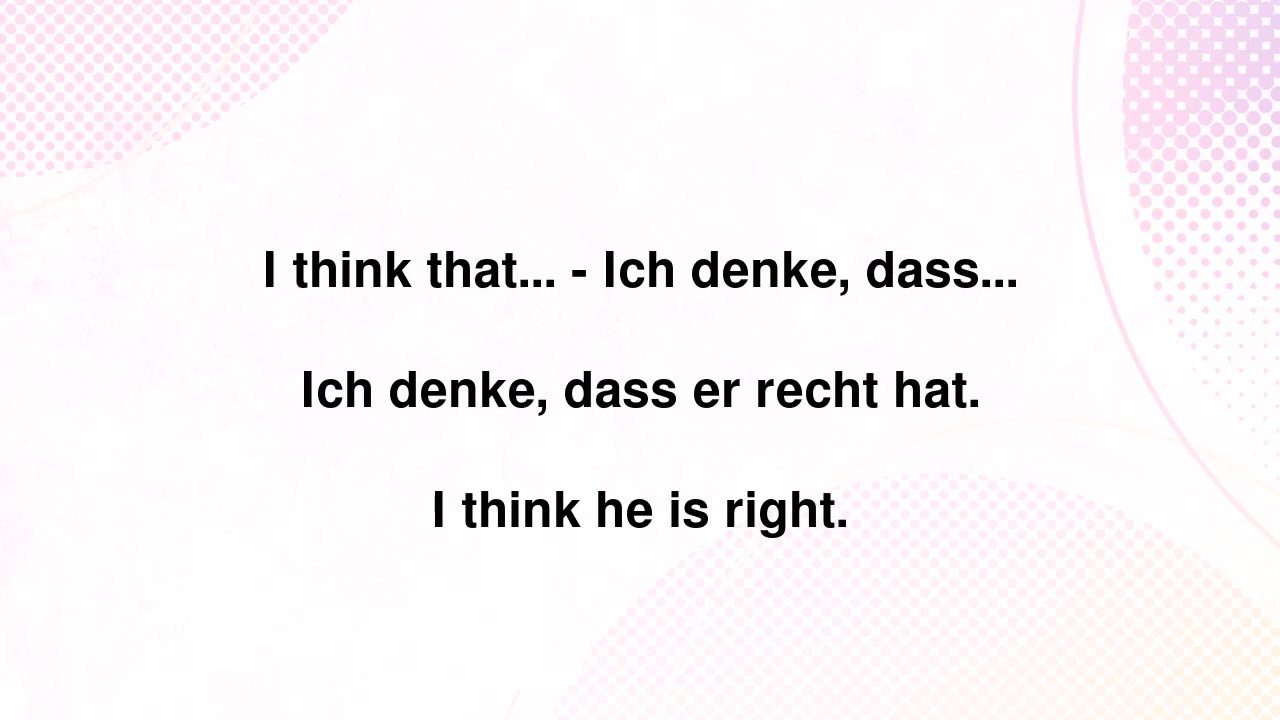 I think that... - Ich denke, dass...
Ich denke, dass er recht hat.
I think he is right.